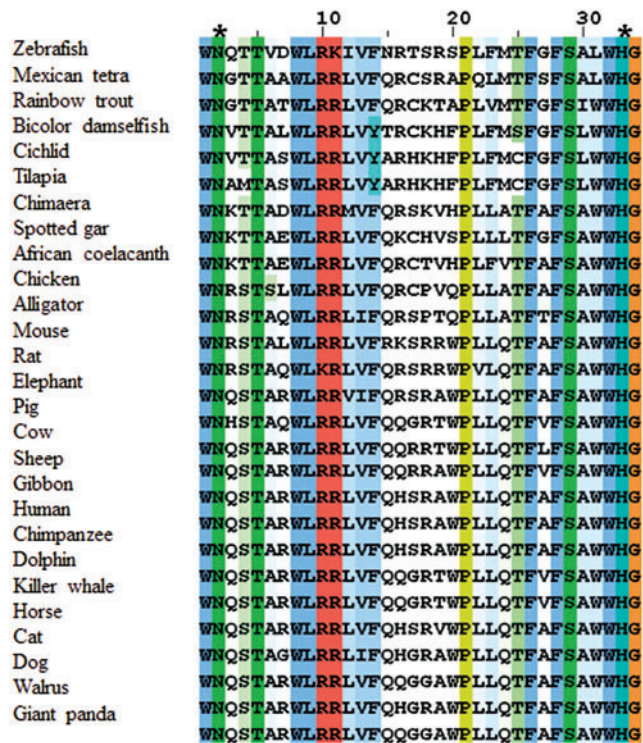 * 10 20 30 *
Zebrafish WNQTTVDWLRKIVFNRTSRSPLFMTFGFSALWHG
Mexican tetra WNGTTAAWLRRLVFQRCSRAPQLMTFSFSALWHG
Rainbow trout WNGTTATWLRRLVFQRCKTAPLVMTFGFSIWWHG
Bicolor damselfish WNVTTALWLRRLVYTRCKHFPLFMSFGFSLWWHG
Cichlid WNVTTASWLRRLVYARHKHFPLFMCFGFSLWWHG
Tilapia WNAMTASWLRRLVYARHKHFPLFMCFGFSLWWHG
Chimaera WNKTTADWLRRMVFQRSKVHPLLATFAFSAWWHG
Spotted gar WNKTTAEWLRRLVFQKCHVSPLLLTFGFSAWWHG
African coelacanth WNKTTAEWLRRLVFQRCTVHPLFVTFAFSAWWHG
Chicken WNRSTSLWLRRLVFQRCPVQPLLATFAFSAWWHG
Alligator WNRSTAQWLRRLIFQRSPTQPLLATFTFSAWWHG
Mouse WNRSTALWLRRLVFRKSRRWPLLQTFAFSAWWHG
Rat WNRSTAQWLKRLVFQRSRRWPVLQTFAFSAWWHG
Elephant WNQSTARWLRRVIFQRSRAWPLLQTFAFSAWWHG
Pig WNHSTAQWLRRLVFQQGRTWPLLQTFVFSAWWHG
Cow WNQSTARWLRRLVFQQRRTWPLLQTFLFSAWWHG
Sheep WNQSTARWLRRLVFQQRRAWPLLQTFVFSAWWHG
Gibbon WNQSTARWLRRLVFQHSRAWPLLQTFAFSAWWHG
Human WNQSTARWLRRLVFQHSRAWPLLQTFAFSAWWHG
Chimpanzee WNQSTARWLRRLVFQHSRAWPLLQTFAFSAWWHG
Dolphin WNQSTARWLRRLVFQQGRTWPLLQTFVFSAWWHG
Killer whale WNQSTARWLRRLVFQQGRTWPLLQTFVFSAWWHG
Horse WNQSTARWLRRLVFQHSRVWPLLQTFAFSAWWHG
Cat WNQSTAGWLRRLIFQHGRAWPLLQTFAFSAWWHG
Dog WNQSTARWLRRLVFQQGGAWPLLQTFVFSAWWHG
Walrus WNQSTARWLRRLVFQHGRAWPLLQTFAFSAWWHG
Giant panda WNQSTARWLRRLVFQQGGAWPLLQTFAFSAWWHG